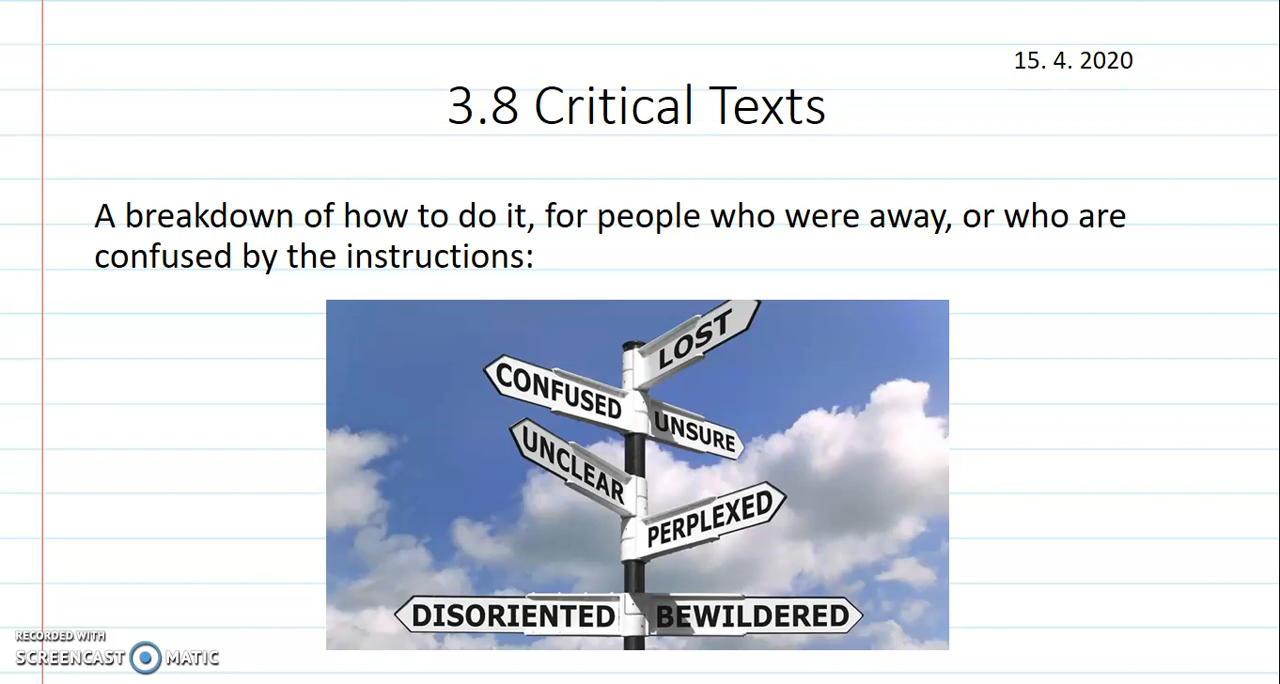 15. 4. 2020
3.8 Critical Texts
A breakdown of how to do it, for people who were away, or who are
confused by the instructions:
LOST
CONFUSED
UNSURE
UNCLEAR
PERPLEXED
DISORIENTED
BEWILDERED
RECORDED WITH
SCREENCAST MATIC